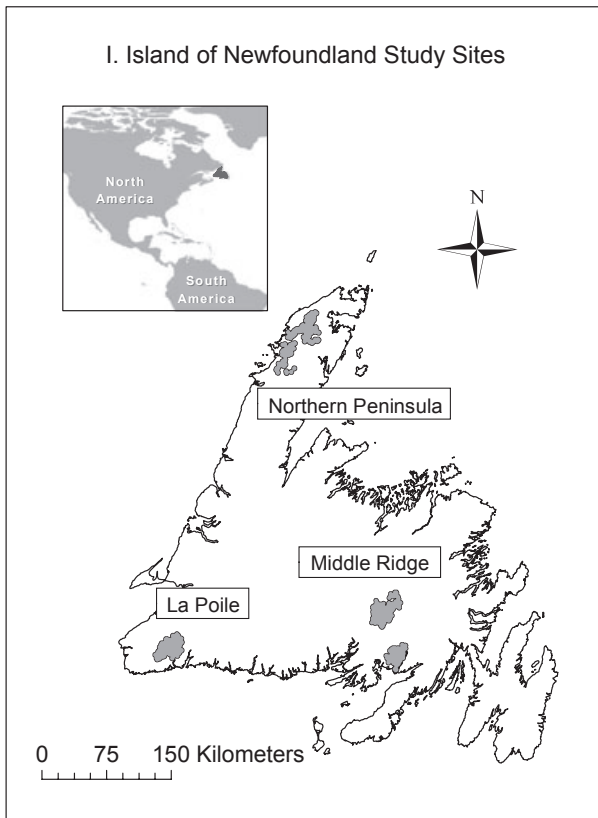 I. Island of Newfoundland Study Sites
North
America
South
America
N
Northern Peninsula
Middle Ridge
La Poile
0 75 150 Kilometers